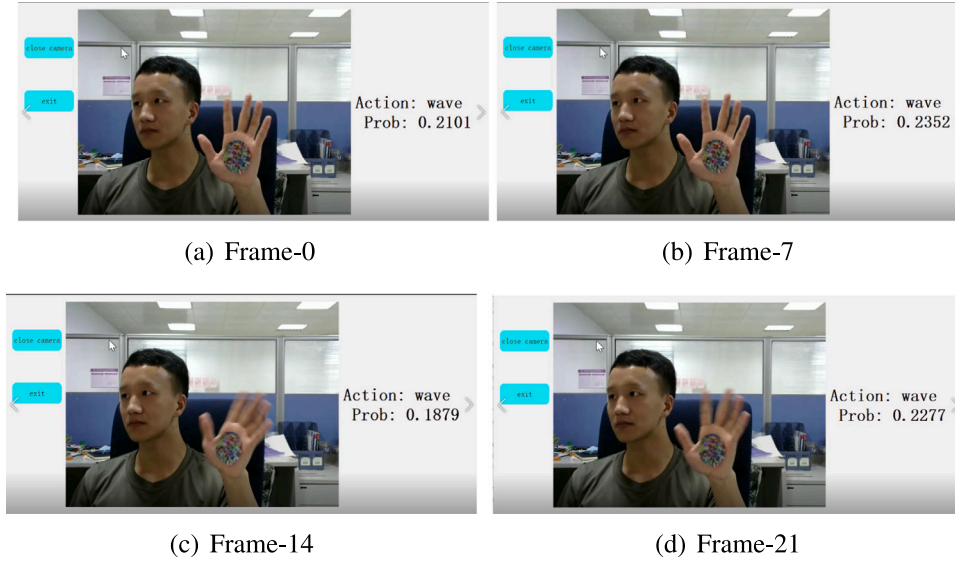 close camera
exit
Action: wave
Prob: 0.2101
(a) Frame-0
close camera
exit
Action: wave
Prob: 0.2352
(b) Frame-7
close camera
exit
Action: wave
Prob: 0.1879
(c) Frame-14
close camera
exit
Action: wave
Prob: 0.2277
(d) Frame-21